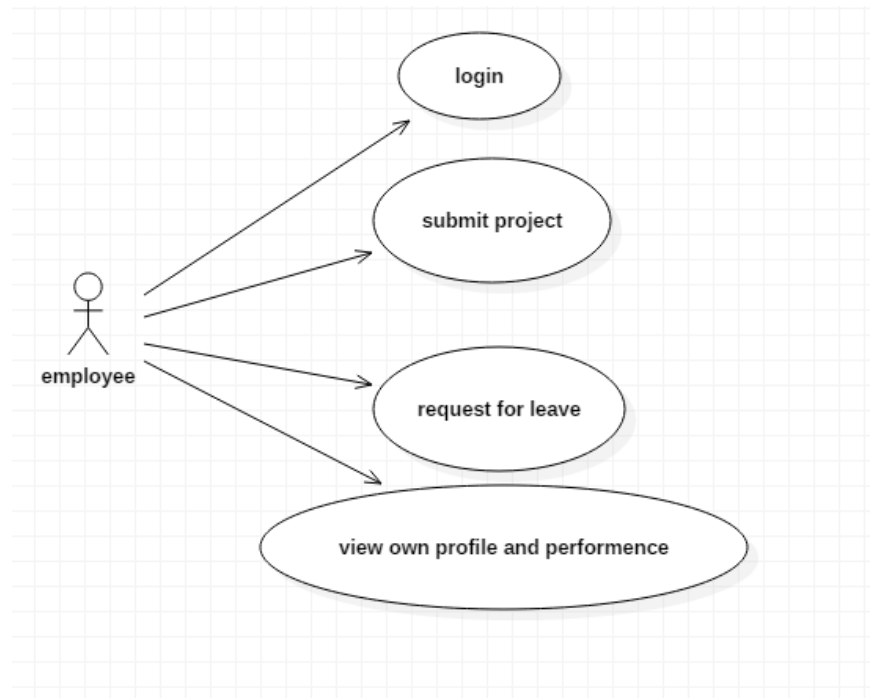 login
submit project
employee
request for leave
view own profile and performence